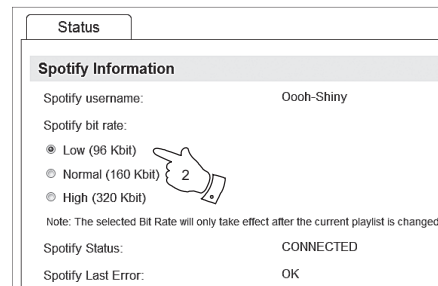 Status
Spotify Information
Spotify username: Oooh-Shiny
Spotify bit rate:
Low (96 Kbit)
Normal (160 Kbit)
2
High (320 Kbit)
Note: The selected Bit Rate will only take effect after the current playlist is changed
Spotify Status: CONNECTED
Spotify Last Error: OK